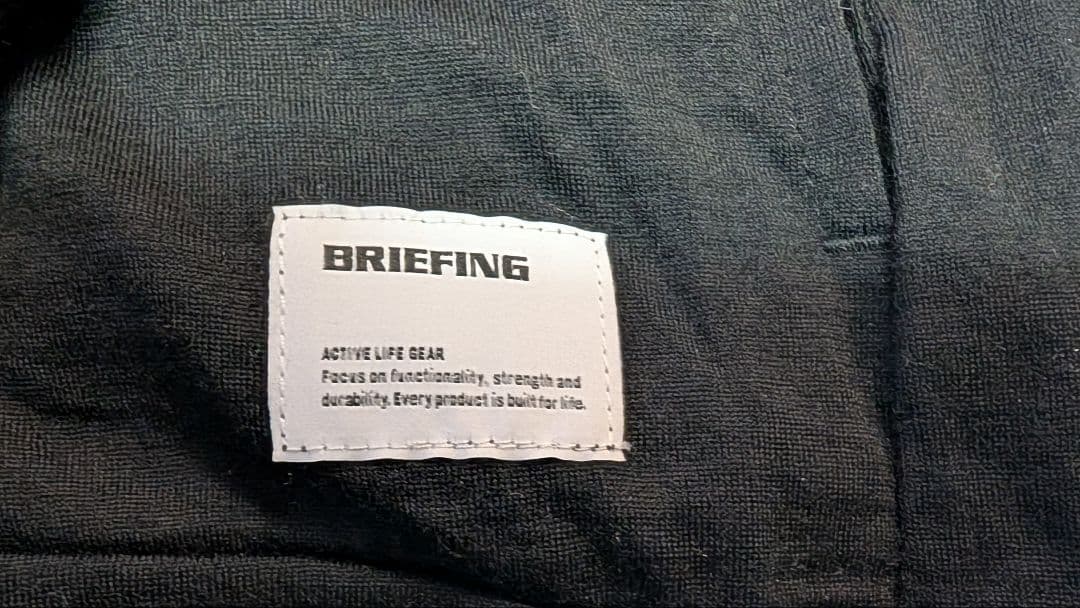 BRIEFING
ACTIVE LIFE GEAR
Focus on functionality, strength and
durability. Every product is built for life.